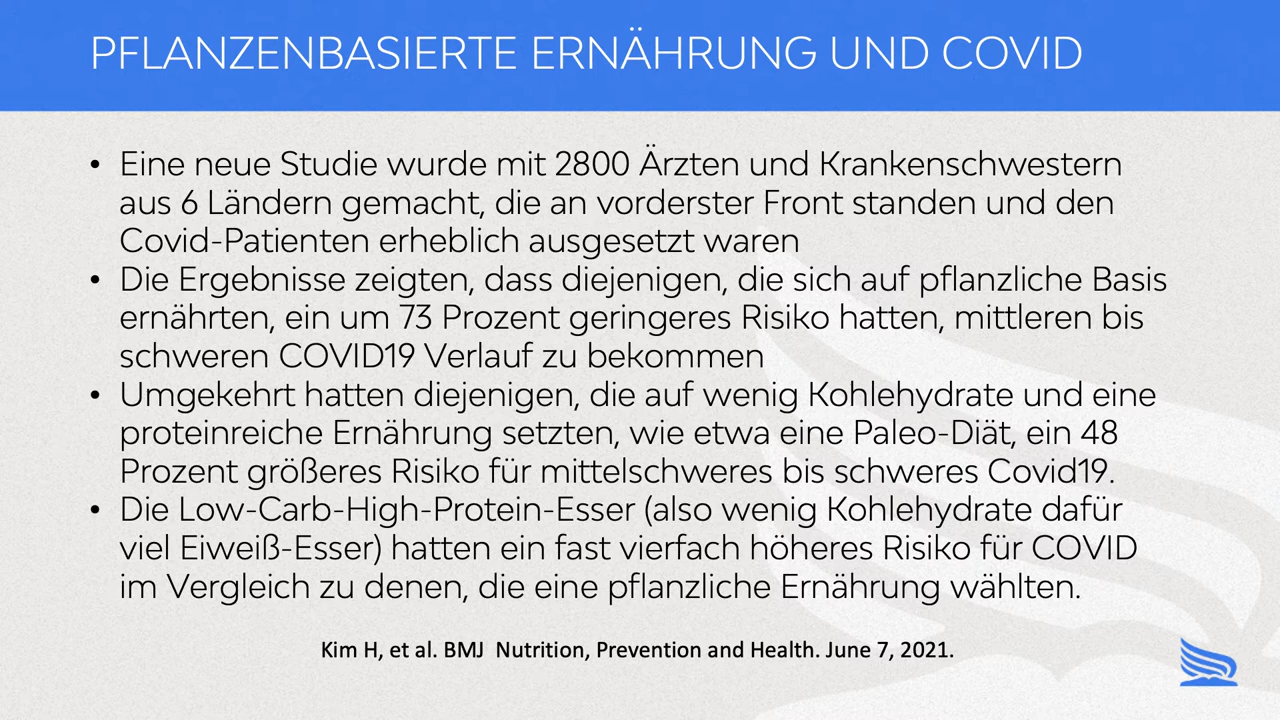 PFLANZENBASIERTE ERNÄHRUNG UND COVID
• Eine neue Studie wurde mit 2800 Ärzten und Krankenschwestern
aus 6 Ländern gemacht, die an vorderster Front standen und den
Covid-Patienten erheblich ausgesetzt waren
• Die Ergebnisse zeigten, dass diejenigen, die sich auf pflanzliche Basis
ernährten, ein um 73 Prozent geringeres Risiko hatten, mittleren bis
schweren COVID19 Verlauf zu bekommen
• Umgekehrt hatten diejenigen, die auf wenig Kohlehydrate und eine
proteinreiche Ernährung setzten, wie etwa eine Paleo-Diät, ein 48
Prozent größeres Risiko für mittelschweres bis schweres Covid19.
• Die Low-Carb-High-Protein-Esser (also wenig Kohlehydrate dafür
viel Eiweiß-Esser) hatten ein fast vierfach höheres Risiko für COVID
im Vergleich zu denen, die eine pflanzliche Ernährung wählten.
Kim H, et al. BMJ  Nutrition, Prevention and Health. June 7, 2021.